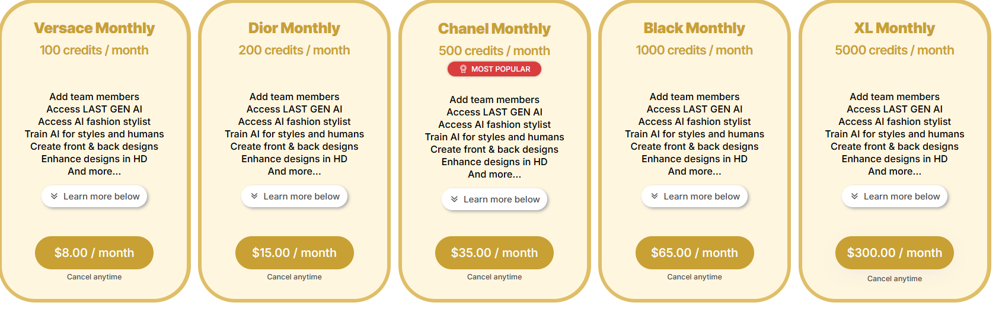 Versace Monthly
100 credits / month
Add team members
Access LAST GEN AI
Access AI fashion stylist
Train AI for styles and humans
Create front & back designs
Enhance designs in HD
And more...
Learn more below
$8.00 / month
Cancel anytime
Dior Monthly
200 credits / month
Add team members
Access LAST GEN AI
Access AI fashion stylist
Train AI for styles and humans
Create front & back designs
Enhance designs in HD
And more...
Learn more below
$15.00 / month
Cancel anytime
Chanel Monthly
500 credits / month
MOST POPULAR
Add team members
Access LAST GEN AI
Access AI fashion stylist
Train AI for styles and humans
Create front & back designs
Enhance designs in HD
And more...
Learn more below
$35.00 / month
Cancel anytime
Black Monthly
1000 credits / month
Add team members
Access LAST GEN AI
Access AI fashion stylist
Train AI for styles and humans
Create front & back designs
Enhance designs in HD
And more...
Learn more below
$65.00 / month
Cancel anytime
XL Monthly
5000 credits / month
Add team members
Access LAST GEN AI
Access AI fashion stylist
Train AI for styles and humans
Create front & back designs
Enhance designs in HD
And more...
Learn more below
$300.00 / month
Cancel anytime